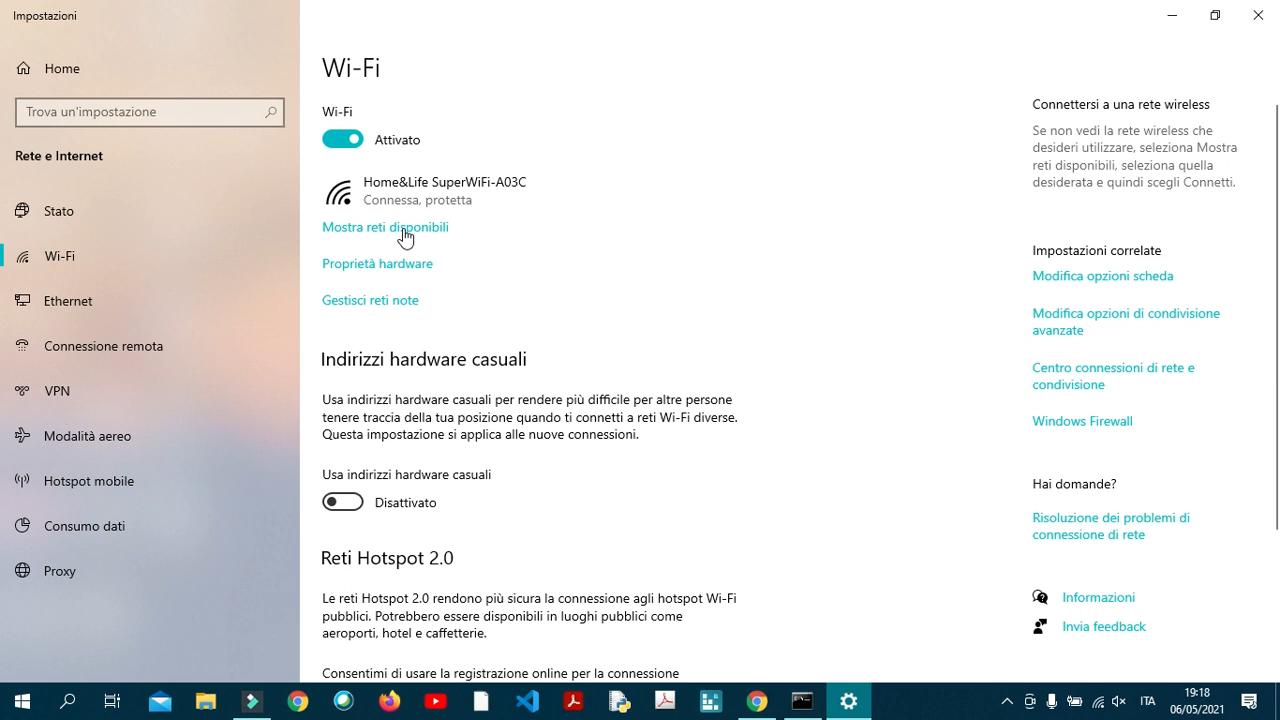 Impostazioni
Home
Trova un'impostazione
Rete e Internet
Stato
Wi-Fi
Ethernet
Connessione remota
VPN
Modalità aereo
Hotspot mobile
Consumo dati
Proxy
Wi-Fi
Wi-Fi
Attivato
Home&Life SuperWiFi-A03C
Connessa, protetta
Mostra reti disponibili
Proprietà hardware
Gestisci reti note
Indirizzi hardware casuali
Usa indirizzi hardware casuali per rendere più difficile per altre persone
tenere traccia della tua posizione quando ti connetti a reti Wi-Fi diverse.
Questa impostazione si applica alle nuove connessioni.
Usa indirizzi hardware casuali
Disattivato
Reti Hotspot 2.0
Le reti Hotspot 2.0 rendono più sicura la connessione agli hotspot Wi-Fi
pubblici. Potrebbero essere disponibili in luoghi pubblici come
aeroporti, hotel e caffetterie.
Consentimi di usare la registrazione online per la connessione
Connettersi a una rete wireless
Se non vedi la rete wireless che
desideri utilizzare, seleziona Mostra
reti disponibili, seleziona quella
desiderata e quindi scegli Connetti.
Impostazioni correlate
Modifica opzioni scheda
Modifica opzioni di condivisione
avanzate
Centro connessioni di rete e
condivisione
Windows Firewall
Hai domande?
Risoluzione dei problemi di
connessione di rete
Informazioni
Invia feedback
ITA
19:18
06/05/2021